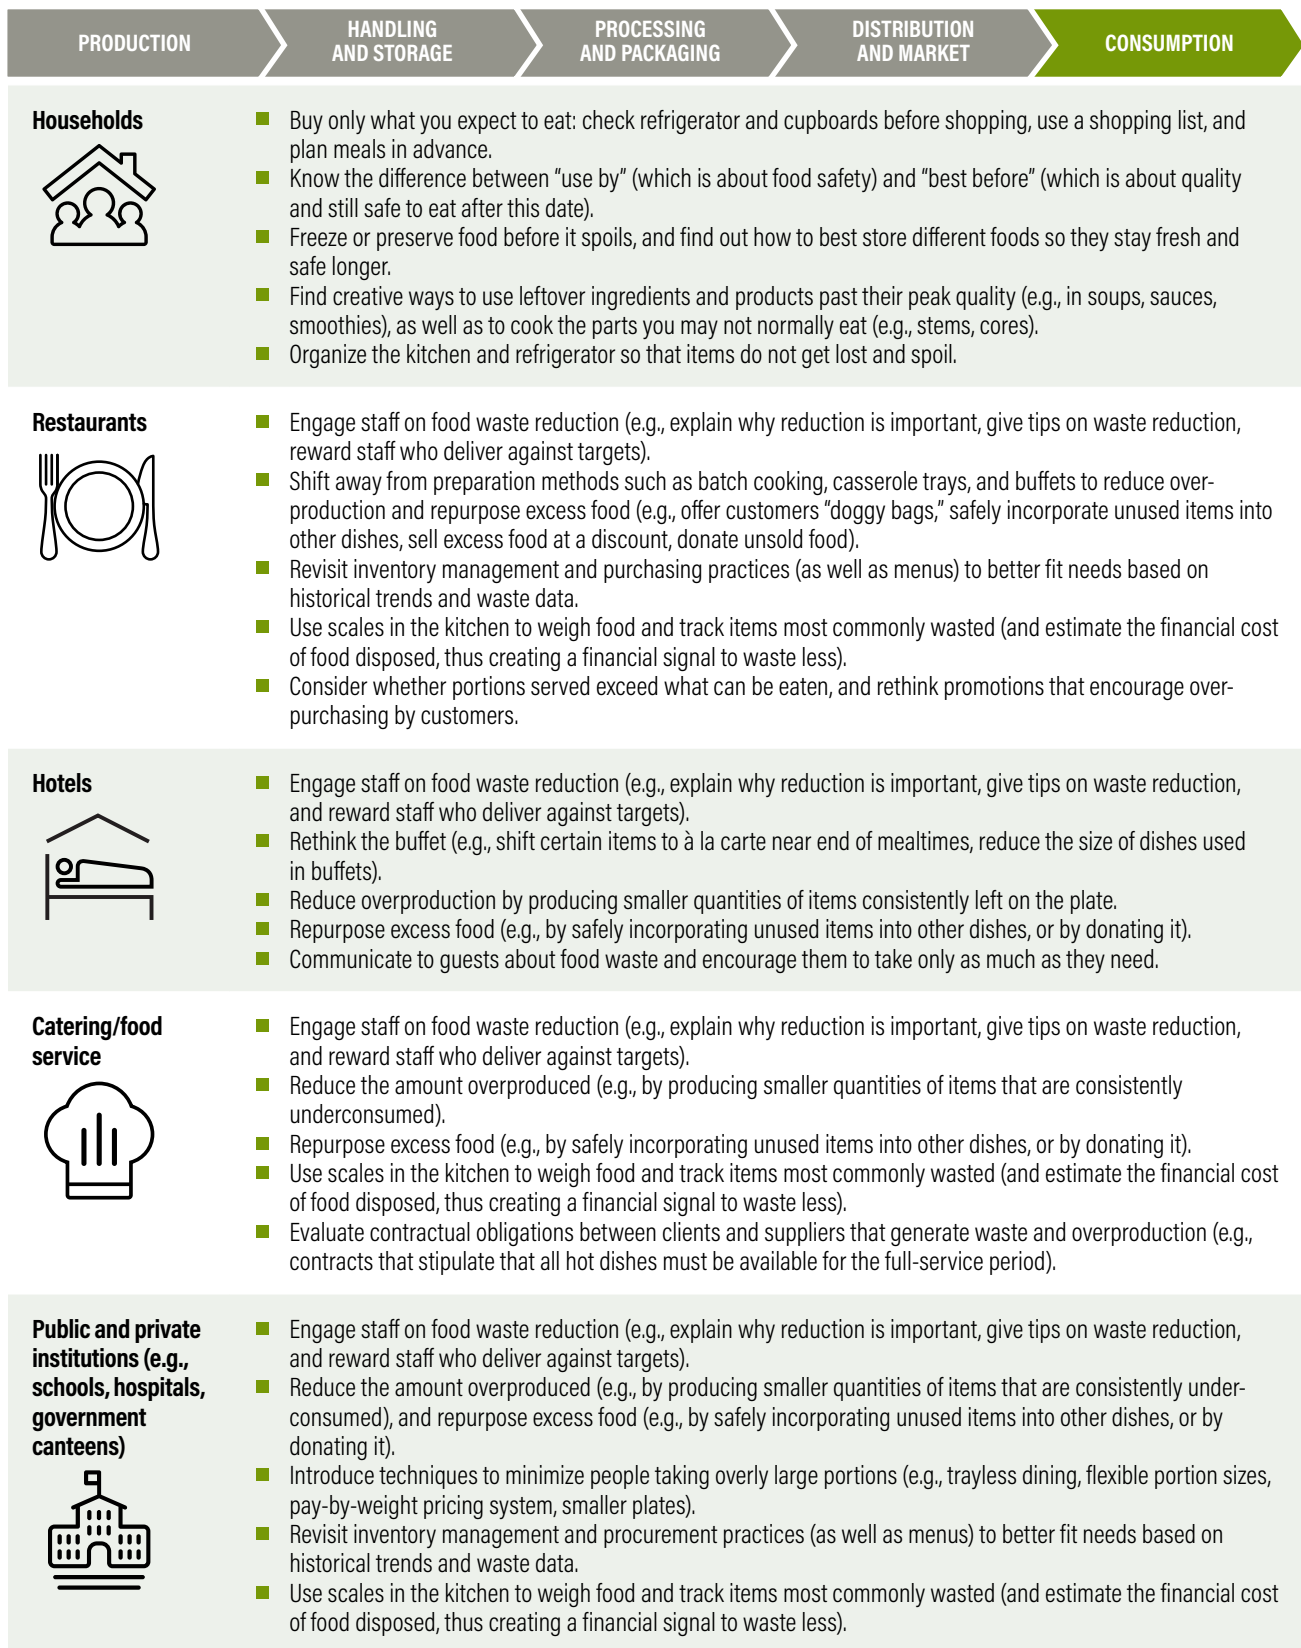 PRODUCTION
HANDLING
AND STORAGE
PROCESSING
AND PACKAGING
DISTRIBUTION
AND MARKET
CONSUMPTION
Households
■ Buy only what you expect to eat: check refrigerator and cupboards before shopping, use a shopping list, and
plan meals in advance.
■ Know the difference between “use by” (which is about food safety) and “best before” (which is about quality
and still safe to eat after this date).
■ Freeze or preserve food before it spoils, and find out how to best store different foods so they stay fresh and
safe longer.
■ Find creative ways to use leftover ingredients and products past their peak quality (e.g., in soups, sauces,
smoothies), as well as to cook the parts you may not normally eat (e.g., stems, cores).
■ Organize the kitchen and refrigerator so that items do not get lost and spoil.
Restaurants
■ Engage staff on food waste reduction (e.g., explain why reduction is important, give tips on waste reduction,
reward staff who deliver against targets).
■ Shift away from preparation methods such as batch cooking, casserole trays, and buffets to reduce over-
production and repurpose excess food (e.g., offer customers “doggy bags,” safely incorporate unused items into
other dishes, sell excess food at a discount, donate unsold food).
■ Revisit inventory management and purchasing practices (as well as menus) to better fit needs based on
historical trends and waste data.
■ Use scales in the kitchen to weigh food and track items most commonly wasted (and estimate the financial cost
of food disposed, thus creating a financial signal to waste less).
■ Consider whether portions served exceed what can be eaten, and rethink promotions that encourage over-
purchasing by customers.
Hotels
■ Engage staff on food waste reduction (e.g., explain why reduction is important, give tips on waste reduction,
and reward staff who deliver against targets).
■ Rethink the buffet (e.g., shift certain items to à la carte near end of mealtimes, reduce the size of dishes used
in buffets).
■ Reduce overproduction by producing smaller quantities of items consistently left on the plate.
■ Repurpose excess food (e.g., by safely incorporating unused items into other dishes, or by donating it).
■ Communicate to guests about food waste and encourage them to take only as much as they need.
Catering/food
service
■ Engage staff on food waste reduction (e.g., explain why reduction is important, give tips on waste reduction,
and reward staff who deliver against targets).
■ Reduce the amount overproduced (e.g., by producing smaller quantities of items that are consistently
underconsumed).
■ Repurpose excess food (e.g., by safely incorporating unused items into other dishes, or by donating it).
■ Use scales in the kitchen to weigh food and track items most commonly wasted (and estimate the financial cost
of food disposed, thus creating a financial signal to waste less).
■ Evaluate contractual obligations between clients and suppliers that generate waste and overproduction (e.g.,
contracts that stipulate that all hot dishes must be available for the full-service period).
Public and private
institutions (e.g.,
schools, hospitals,
government
canteens)
■ Engage staff on food waste reduction (e.g., explain why reduction is important, give tips on waste reduction,
and reward staff who deliver against targets).
■ Reduce the amount overproduced (e.g., by producing smaller quantities of items that are consistently under-
consumed), and repurpose excess food (e.g., by safely incorporating unused items into other dishes, or by
donating it).
■ Introduce techniques to minimize people taking overly large portions (e.g., trayless dining, flexible portion sizes,
pay-by-weight pricing system, smaller plates).
■ Revisit inventory management and procurement practices (as well as menus) to better fit needs based on
historical trends and waste data.
■ Use scales in the kitchen to weigh food and track items most commonly wasted (and estimate the financial cost
of food disposed, thus creating a financial signal to waste less).